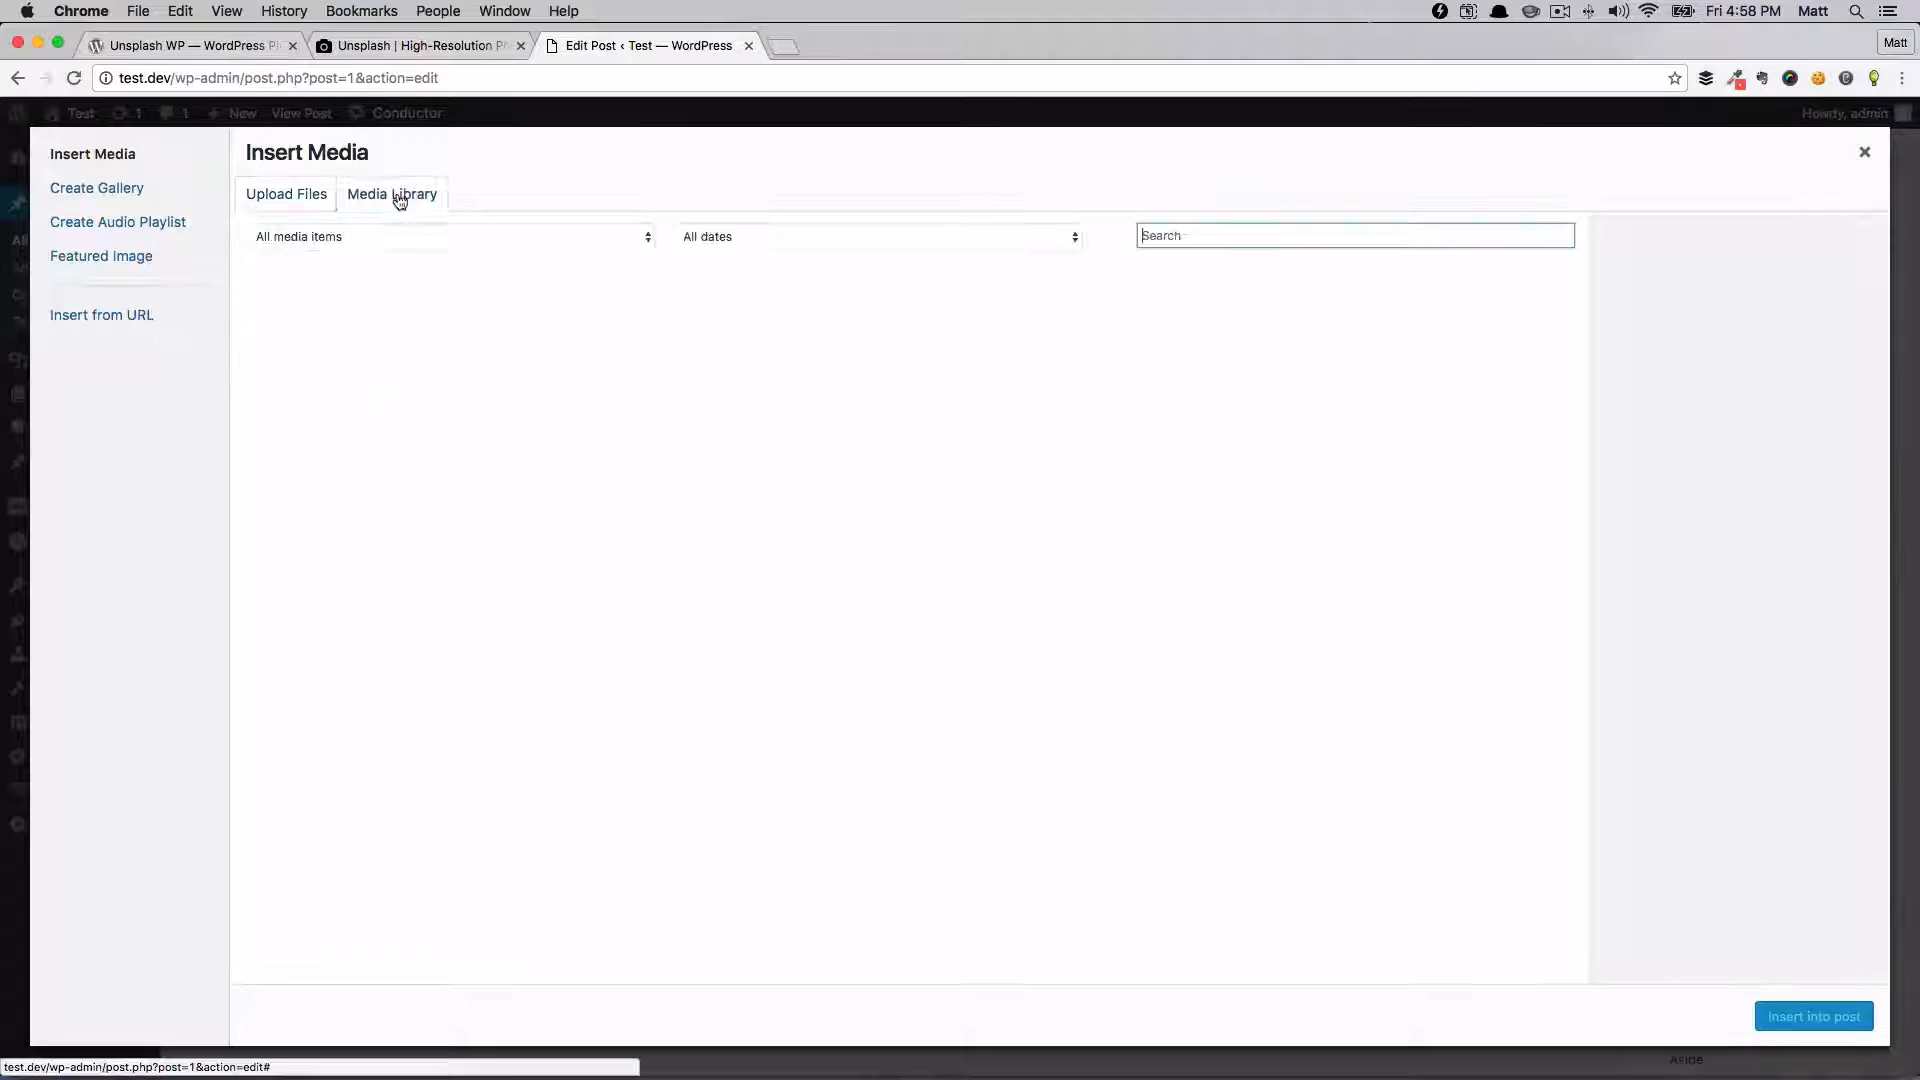 Chrome File Edit View History Bookmarks People Window Help Fri 4:58 PM Matt
Unsplash WP — WordPress Pl Unsplash | High-Resolution P Edit Post ‹ Test — WordPress Matt
test.dev/wp-admin/post.php?post=1&action=edit
Test 1 1 New View Post Conductor Howdy, admin
Insert Media
Create Gallery
Create Audio Playlist
Featured Image
Insert from URL
Insert Media
Upload Files Media Library
All media items All dates Search
Insert into post
Aside
test.dev/wp-admin/post.php?post=1&action=edit#